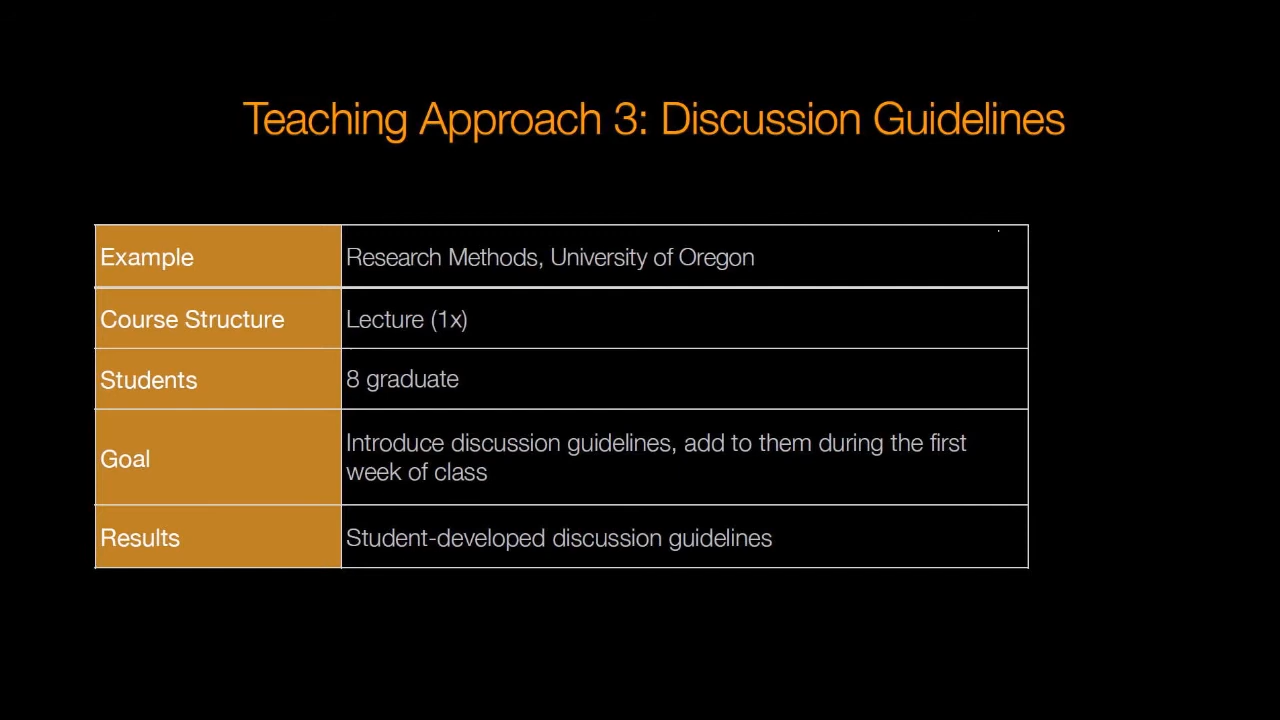 Teaching Approach 3: Discussion Guidelines
Example
Research Methods, University of Oregon
Course Structure
Lecture (1x)
Students
8 graduate
Goal
Introduce discussion guidelines, add to them during the first
week of class
Results
Student-developed discussion guidelines